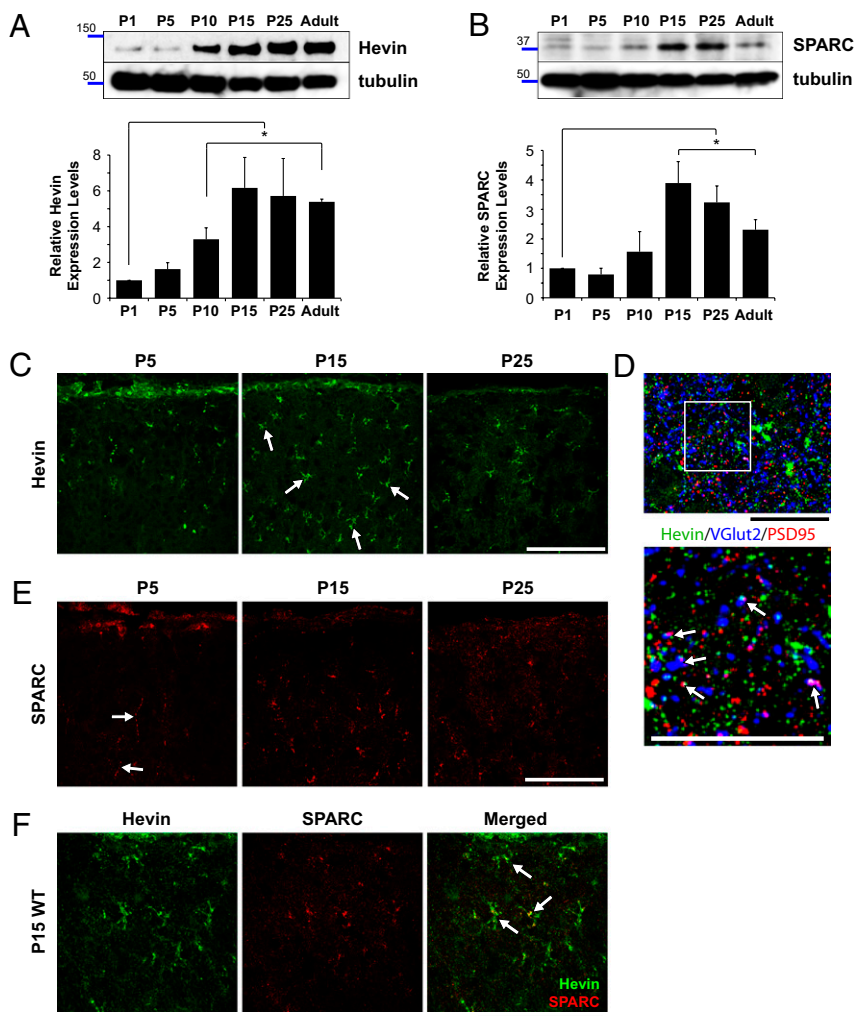 A
P1 P5 P10 P15 P25 Adult
150
Hevin
50
tubulin
*
Relative Hevin
Expression Levels
8
6
4
2
0
P1 P5 P10 P15 P25 Adult
B
P1 P5 P10 P15 P25 Adult
37
SPARC
50
tubulin
*
Relative SPARC
Expression Levels
5
4
3
2
1
0
P1 P5 P10 P15 P25 Adult
C
P5 P15 P25
Hevin
D
Hevin/VGlut2/PSD95
E
P5 P15 P25
SPARC
F
Hevin SPARC Merged
P15 WT
Hevin
SPARC